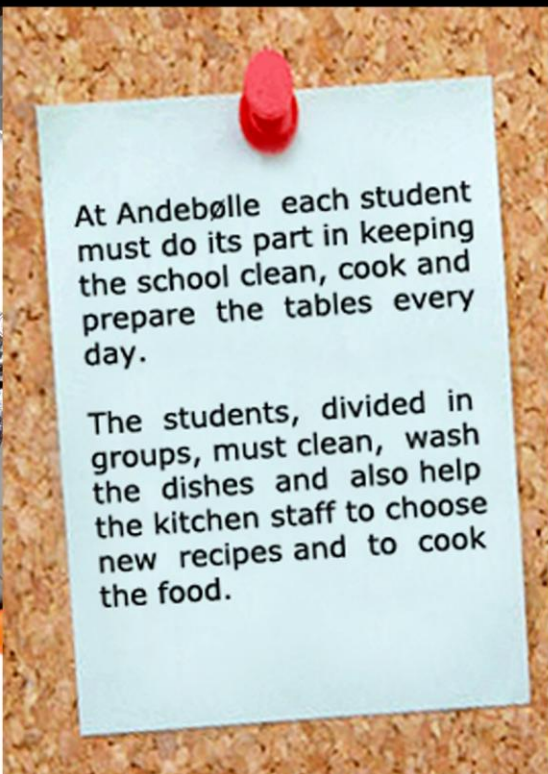 At Andebølle each student
must do its part in keeping
the school clean, cook and
prepare the tables every
day.
The students, divided in
groups, must clean, wash
the dishes and also help
the kitchen staff to choose
new recipes and to cook
the food.